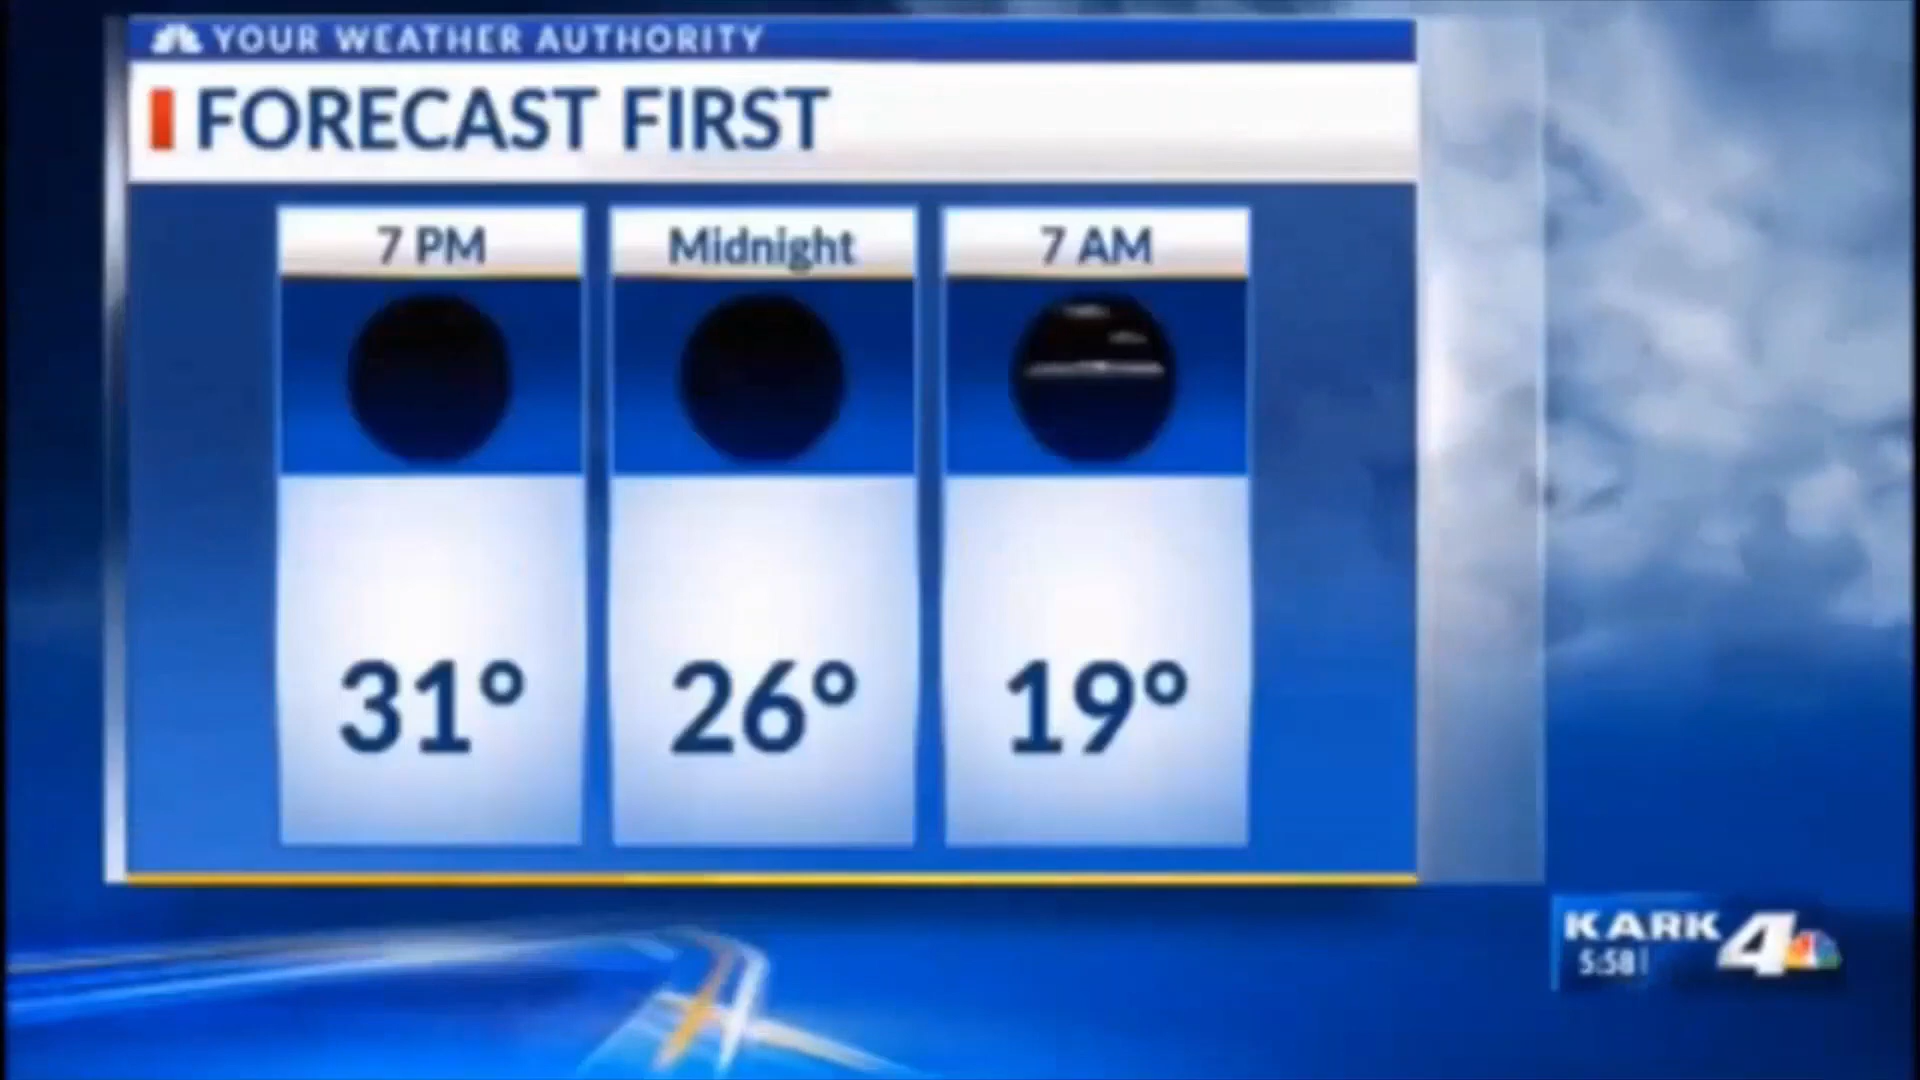 YOUR WEATHER AUTHORITY
FORECAST FIRST
7 PM Midnight 7 AM
31° 26° 19°
KARK 4
5:58